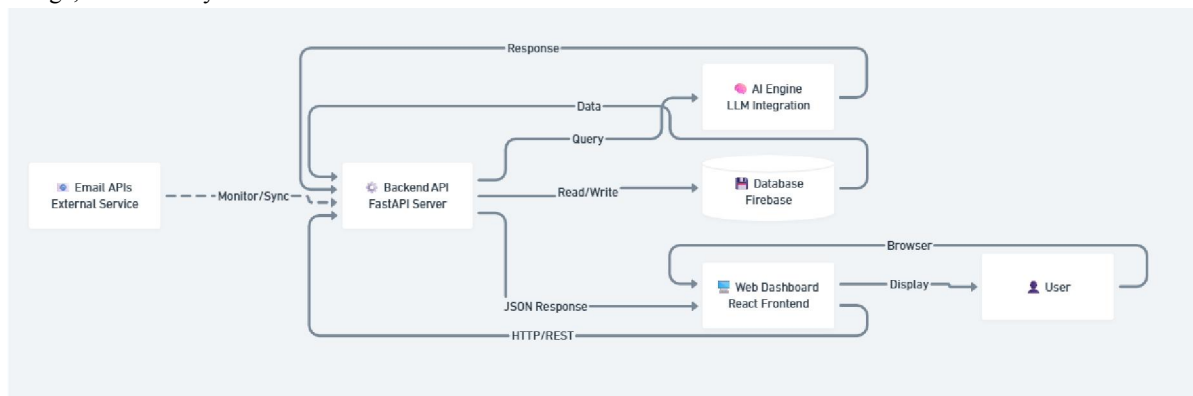 Response
AI Engine
LLM Integration
Data
Query
Email APIs
External Service
Monitor/Sync
Backend API
FastAPI Server
Read/Write
Database
Firebase
Browser
Web Dashboard
React Frontend
Display
User
JSON Response
HTTP/REST